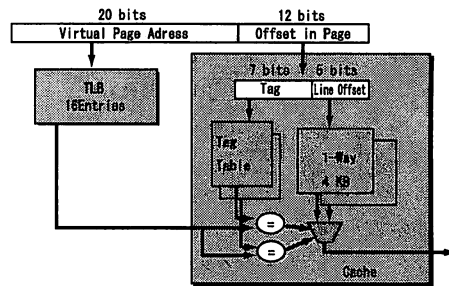 20 bits 12 bits
Virtual Page Adress Offset in Page
7 bits 5 bits
Tag Line Offset
TLB
16Entries
Tag
Table
1-Way
4 KB
=
=
Cache